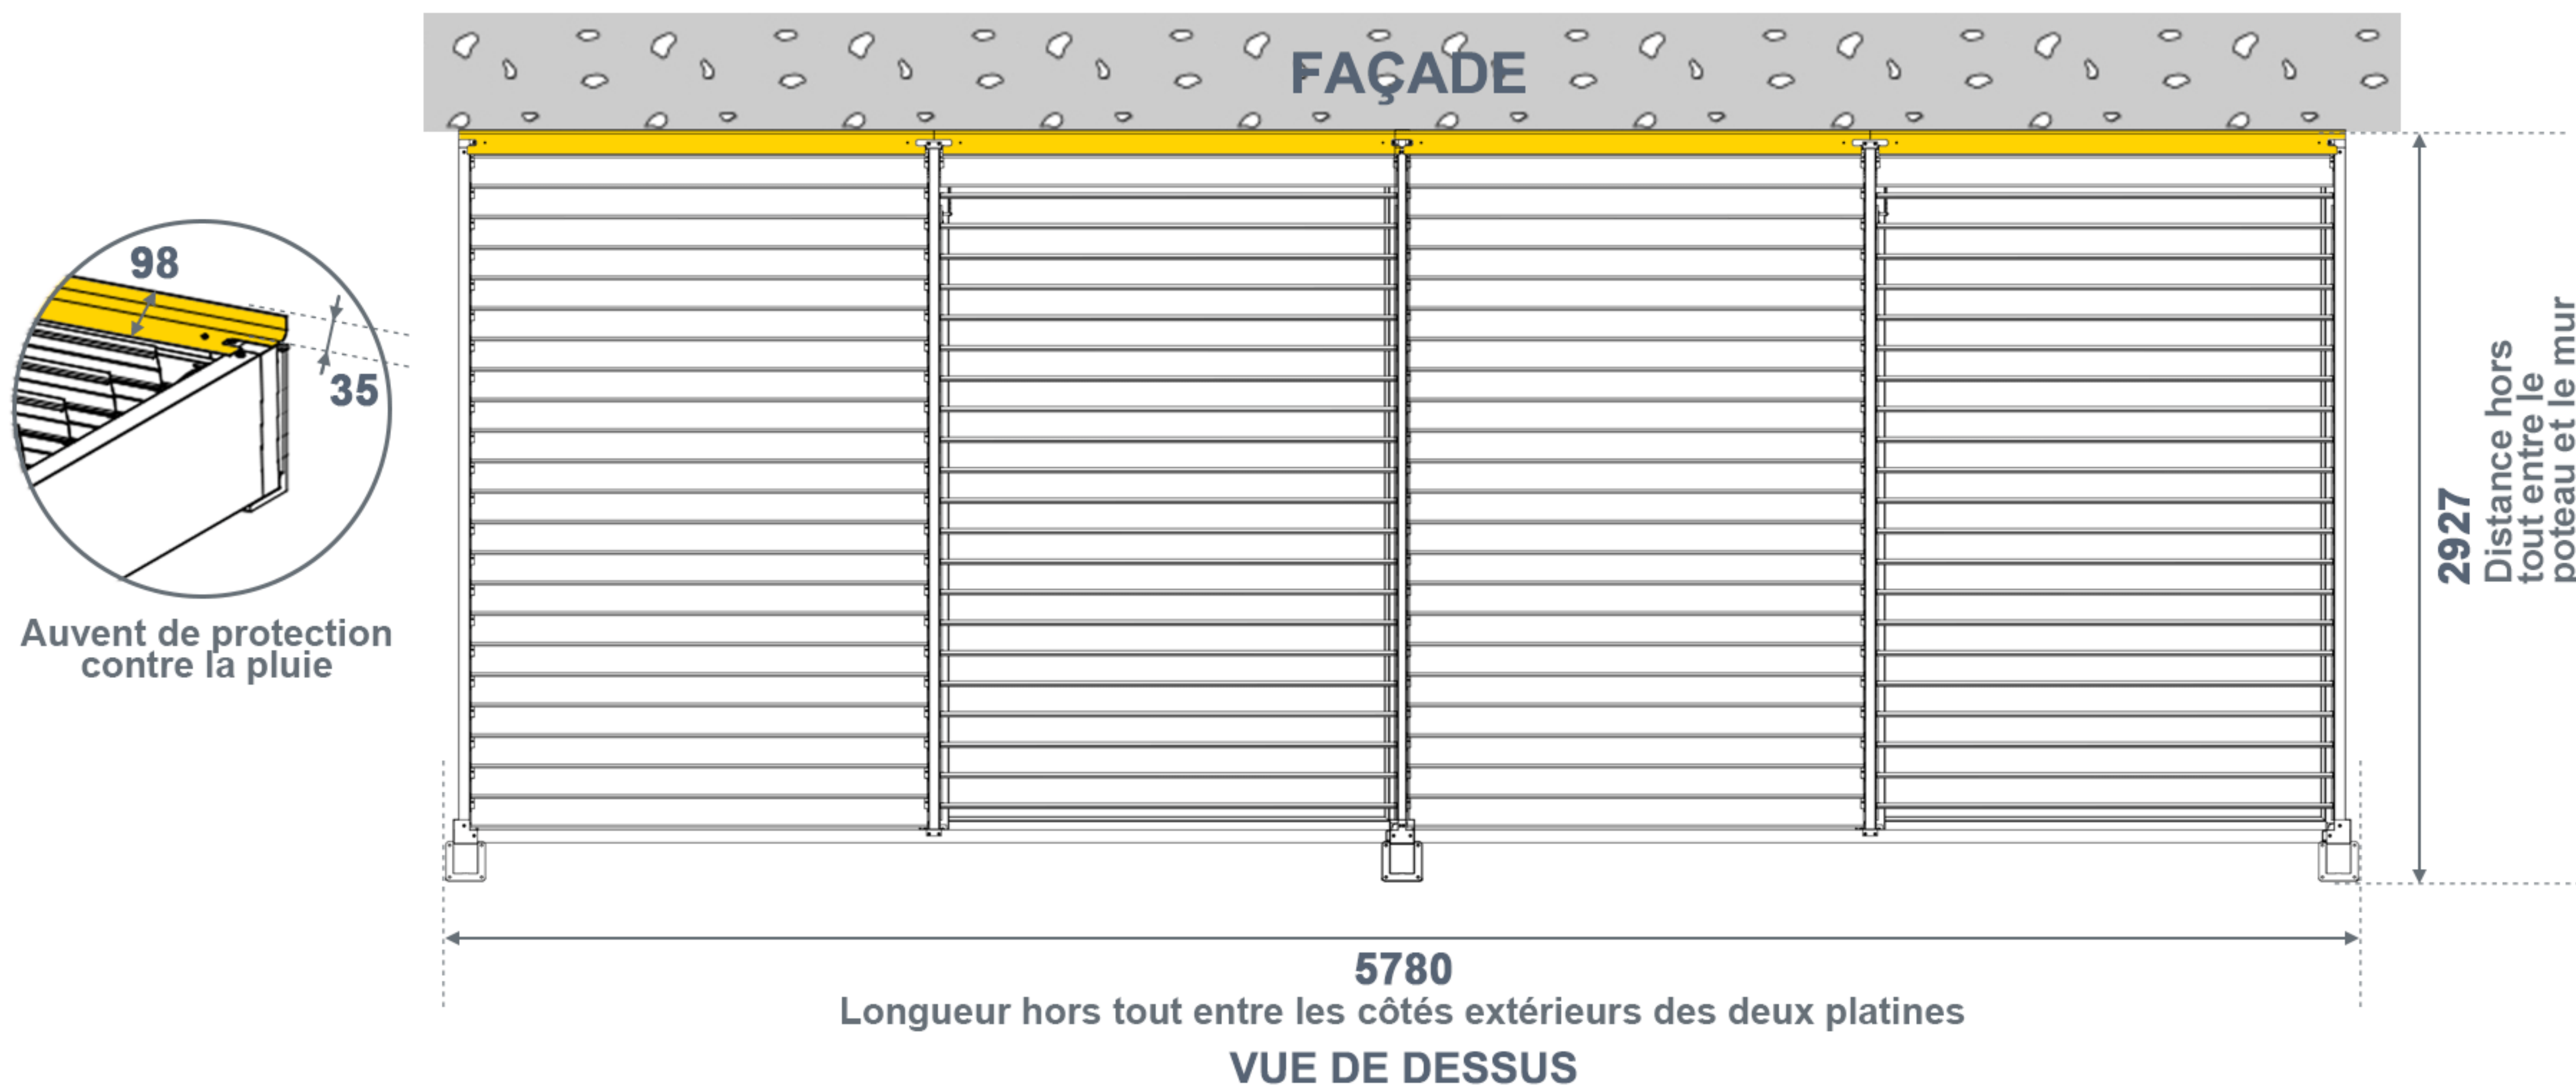 FAÇADE
98
35
Auvent de protection
contre la pluie
2927
Distance hors
tout entre le
poteau et le mur
5780
Longueur hors tout entre les côtés extérieurs des deux platines
VUE DE DESSUS